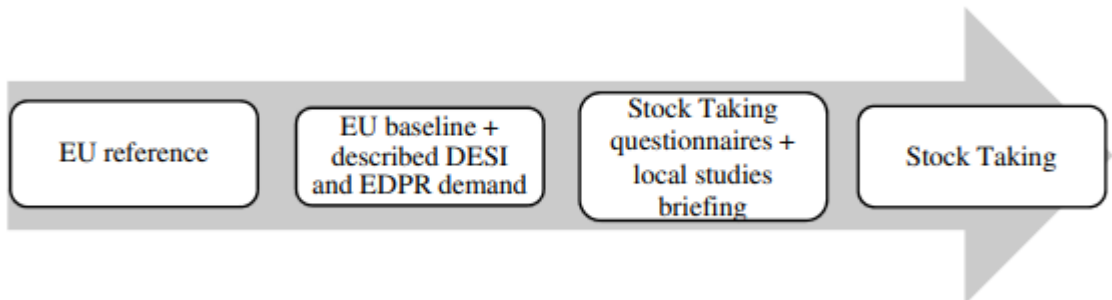 EU reference
EU baseline +
described DESI
and EDPR demand
Stock Taking
questionnaires +
local studies
briefing
Stock Taking